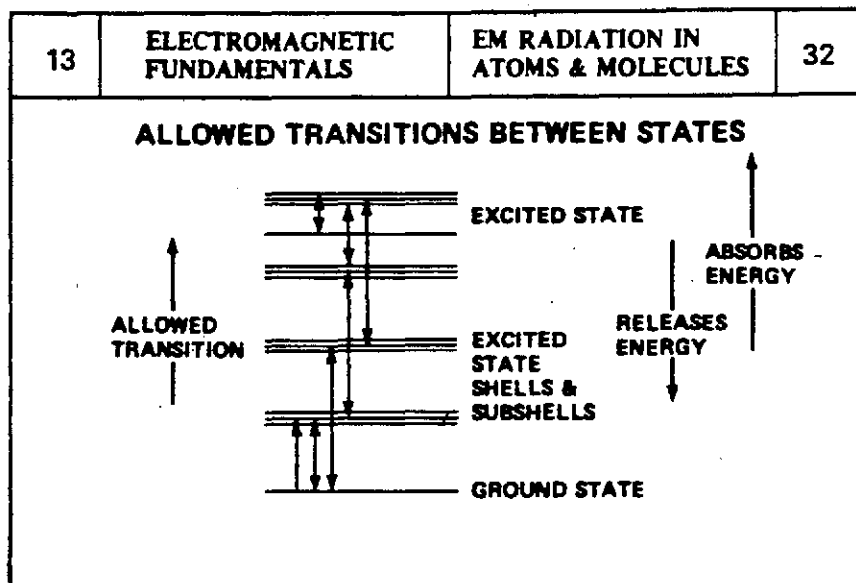 13
ELECTROMAGNETIC
FUNDAMENTALS
EM RADIATION IN
ATOMS & MOLECULES
32
ALLOWED TRANSITIONS BETWEEN STATES
EXCITED STATE
ABSORBS
ENERGY
ALLOWED
TRANSITION
RELEASES
ENERGY
EXCITED
STATE
SHELLS &
SUBSHELLS
GROUND STATE